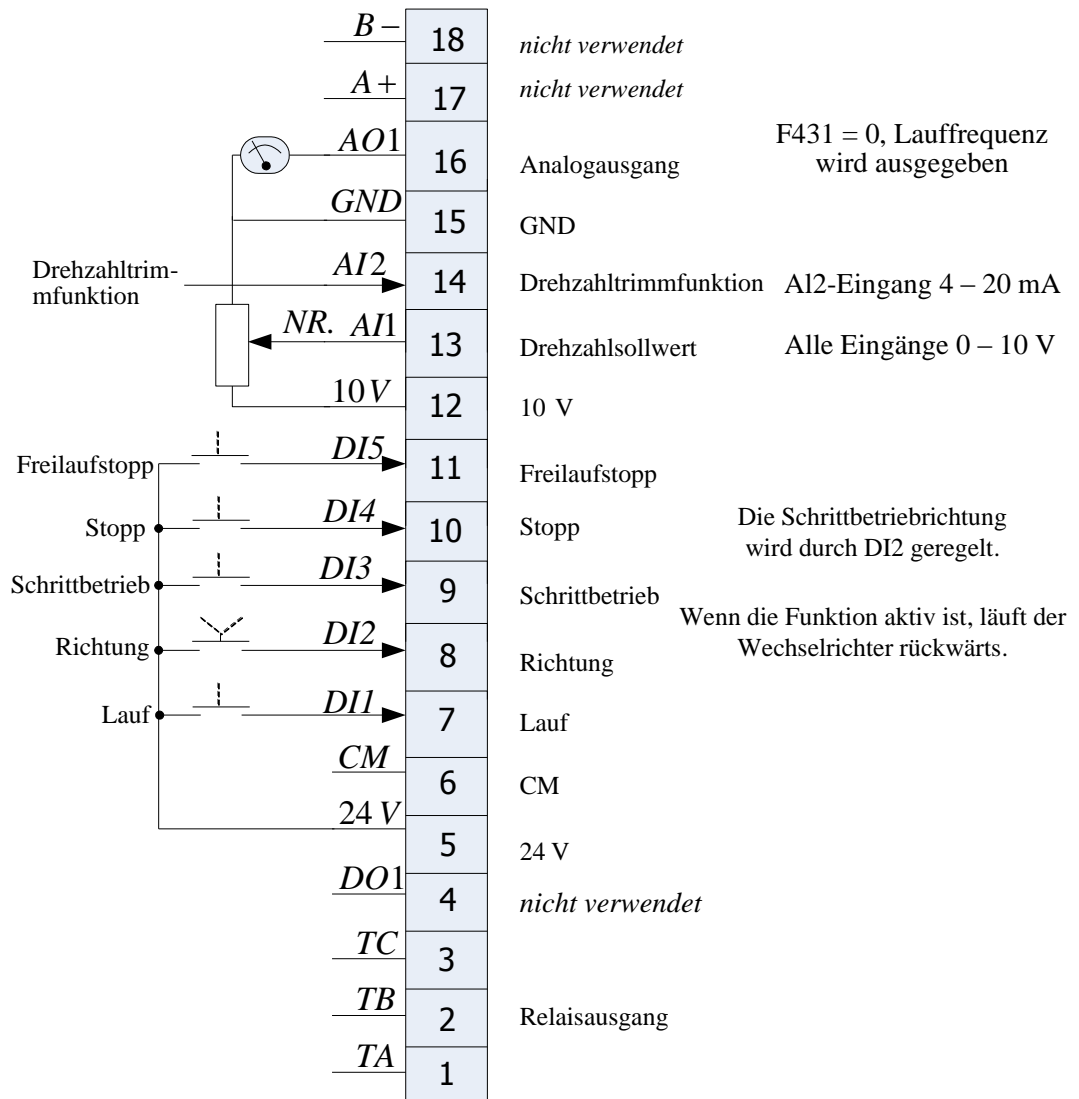 B – 18 nicht verwendet
A + 17 nicht verwendet
AO1 16 Analogausgang
F431 = 0, Lauffrequenz
wird ausgegeben
GND 15 GND
Drehzahltrim-
mfunktion
AI2 14 Drehzahltrimmfunktion Al2-Eingang 4 – 20 mA
NR. AI1 13 Drehzahlsollwert Alle Eingänge 0 – 10 V
10V 12 10 V
Freilaufstopp DI5 11 Freilaufstopp
Stopp DI4 10 Stopp
Die Schrittbetriebrichtung
wird durch DI2 geregelt.
Schrittbetrieb DI3 9 Schrittbetrieb
Wenn die Funktion aktiv ist, läuft der
Wechselrichter rückwärts.
Richtung DI2 8 Richtung
Lauf DI1 7 Lauf
CM 6 CM
24 V 5 24 V
DO1 4 nicht verwendet
TC 3
TB 2 Relaisausgang
TA 1